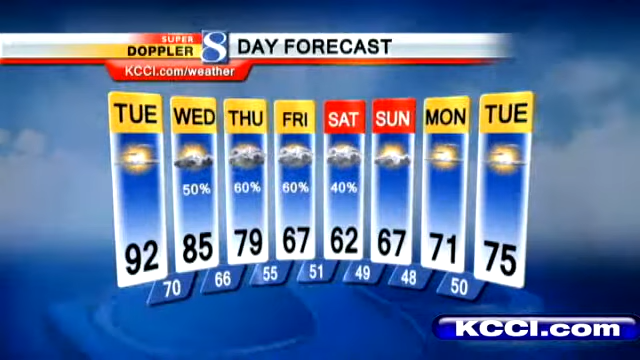 SUPER
DOPPLER 8 DAY FORECAST
KCCI.com/weather
TUE WED THU FRI SAT SUN MON TUE
50% 60% 60% 40%
92 85 79 67 62 67 71 75
70 66 55 51 49 48 50
KCCI.com